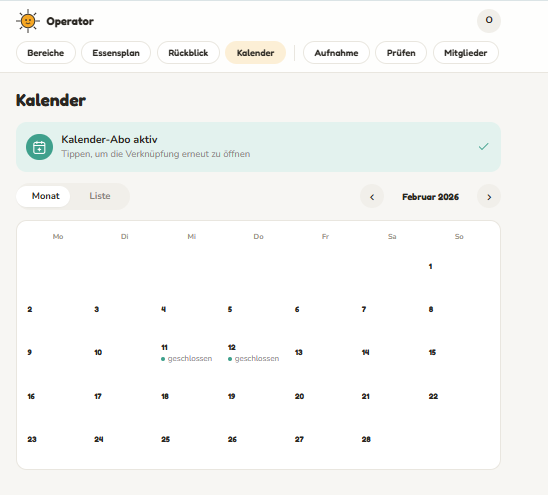 Operator
O
Bereiche Essensplan Rückblick Kalender Aufnahme Prüfen Mitglieder
Kalender
Kalender-Abo aktiv
Tippen, um die Verknüpfung erneut zu öffnen
Monat Liste Februar 2026
Mo Di Mi Do Fr Sa So
1
2 3 4 5 6 7 8
9 10 11 12 13 14 15
geschlossen geschlossen
16 17 18 19 20 21 22
23 24 25 26 27 28